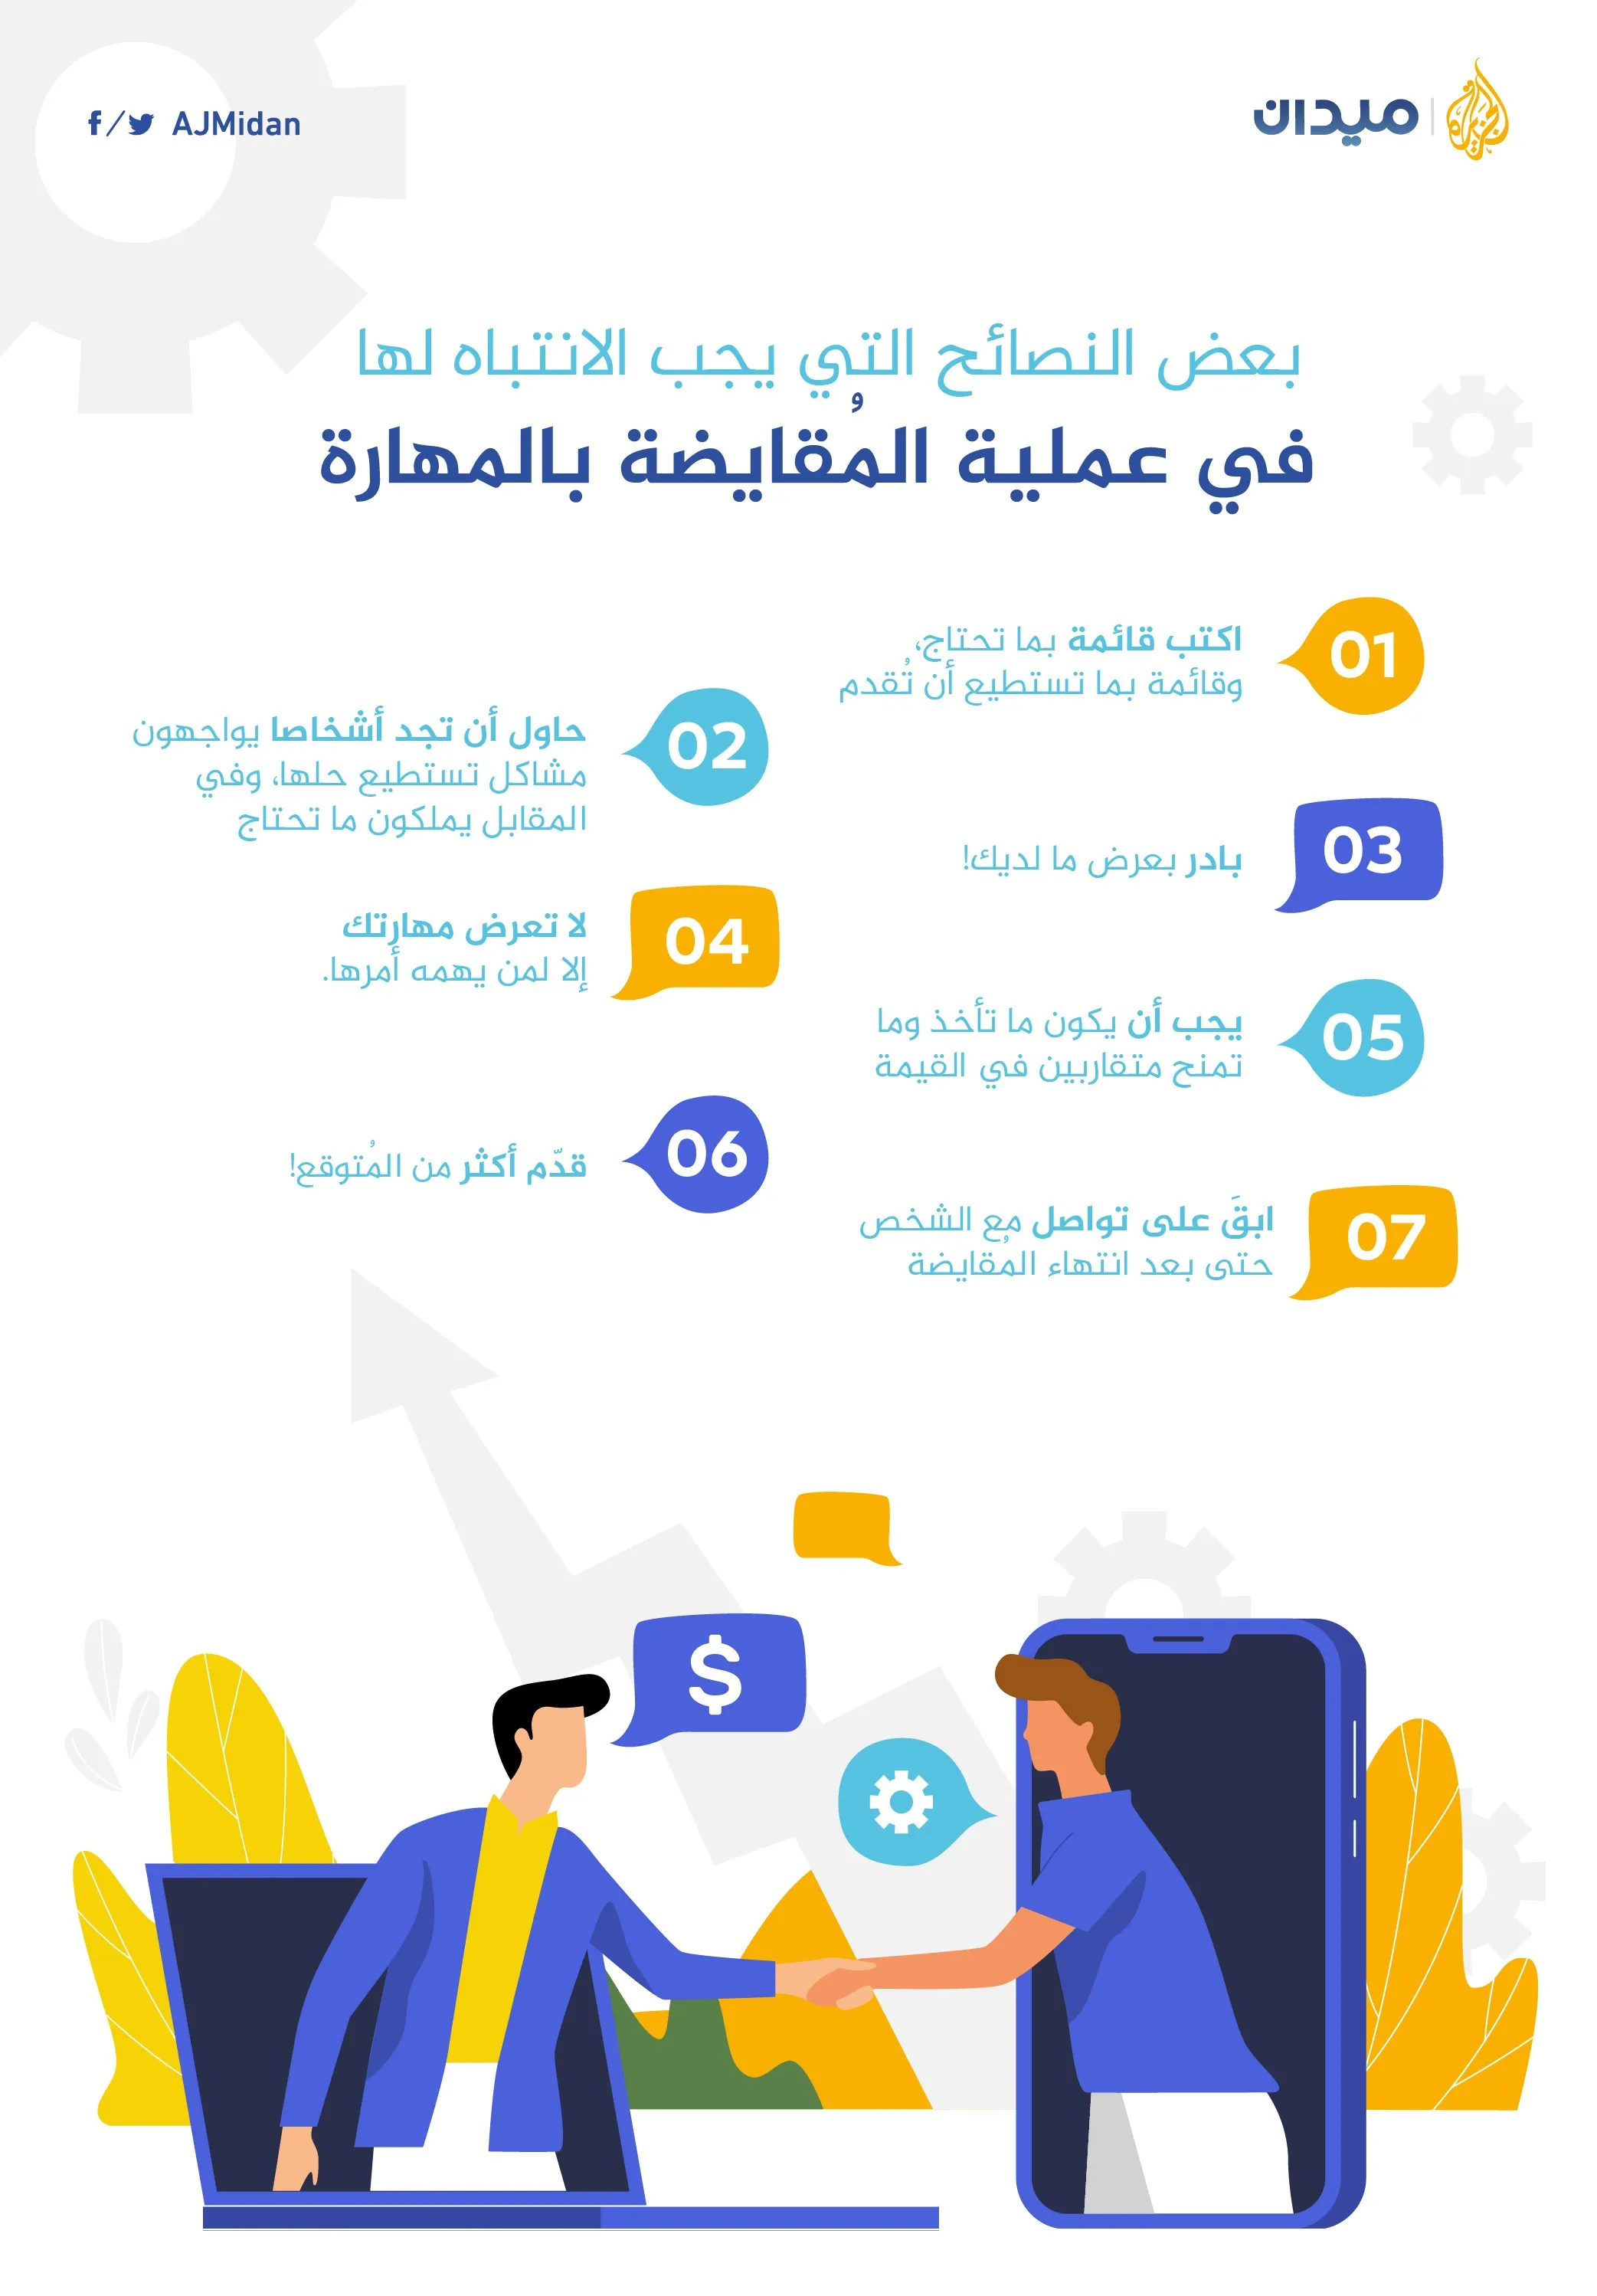 AJMidan
ميدان
بعض النصائح التي يجب الانتباه لها
في عملية المُقايضة بالمهارة
01
اكتب قائمة بما تحتاج،
وقائمة بما تستطيع أن تُقدم
02
حاول أن تجد أشخاصا يواجهون
مشاكل تستطيع حلها، وفي
المقابل يملكون ما تحتاج
03
بادر بعرض ما لديك!
04
لا تعرض مهارتك
إلا لمن يهمه أمرها.
05
يجب أن يكون ما تأخذ وما
تمنح متقاربين في القيمة
06
قدّم أكثر من المُتوقع!
07
ابقَ على تواصل مع الشخص
حتى بعد انتهاء المُقايضة
$